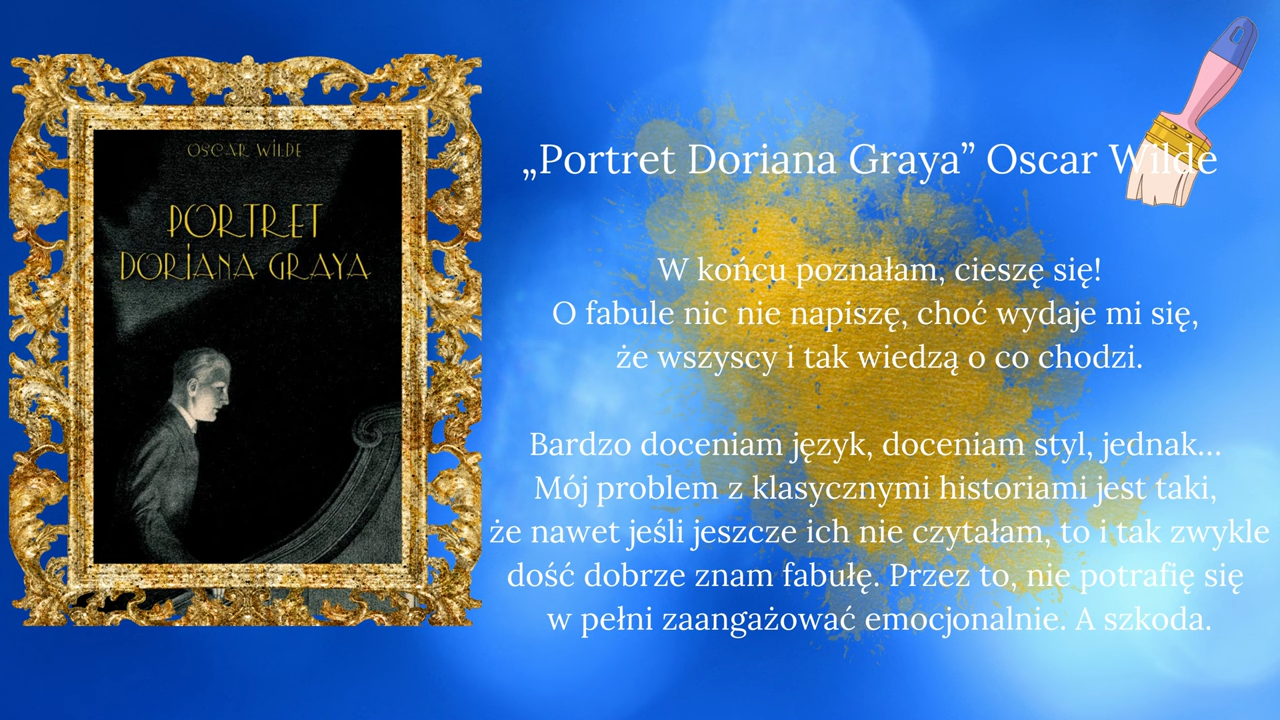 OSCAR WILDE
PORTRET
DORIANA GRAYA
„Portret Doriana Graya” Oscar Wilde
W końcu poznałam, cieszę się!
O fabule nic nie napiszę, choć wydaje mi się,
że wszyscy i tak wiedzą o co chodzi.
Bardzo doceniam język, doceniam styl, jednak...
Mój problem z klasycznymi historiami jest taki,
że nawet jeśli jeszcze ich nie czytałam, to i tak zwykle
dość dobrze znam fabułę. Przez to, nie potrafię się
w pełni zaangażować emocjonalnie. A szkoda.